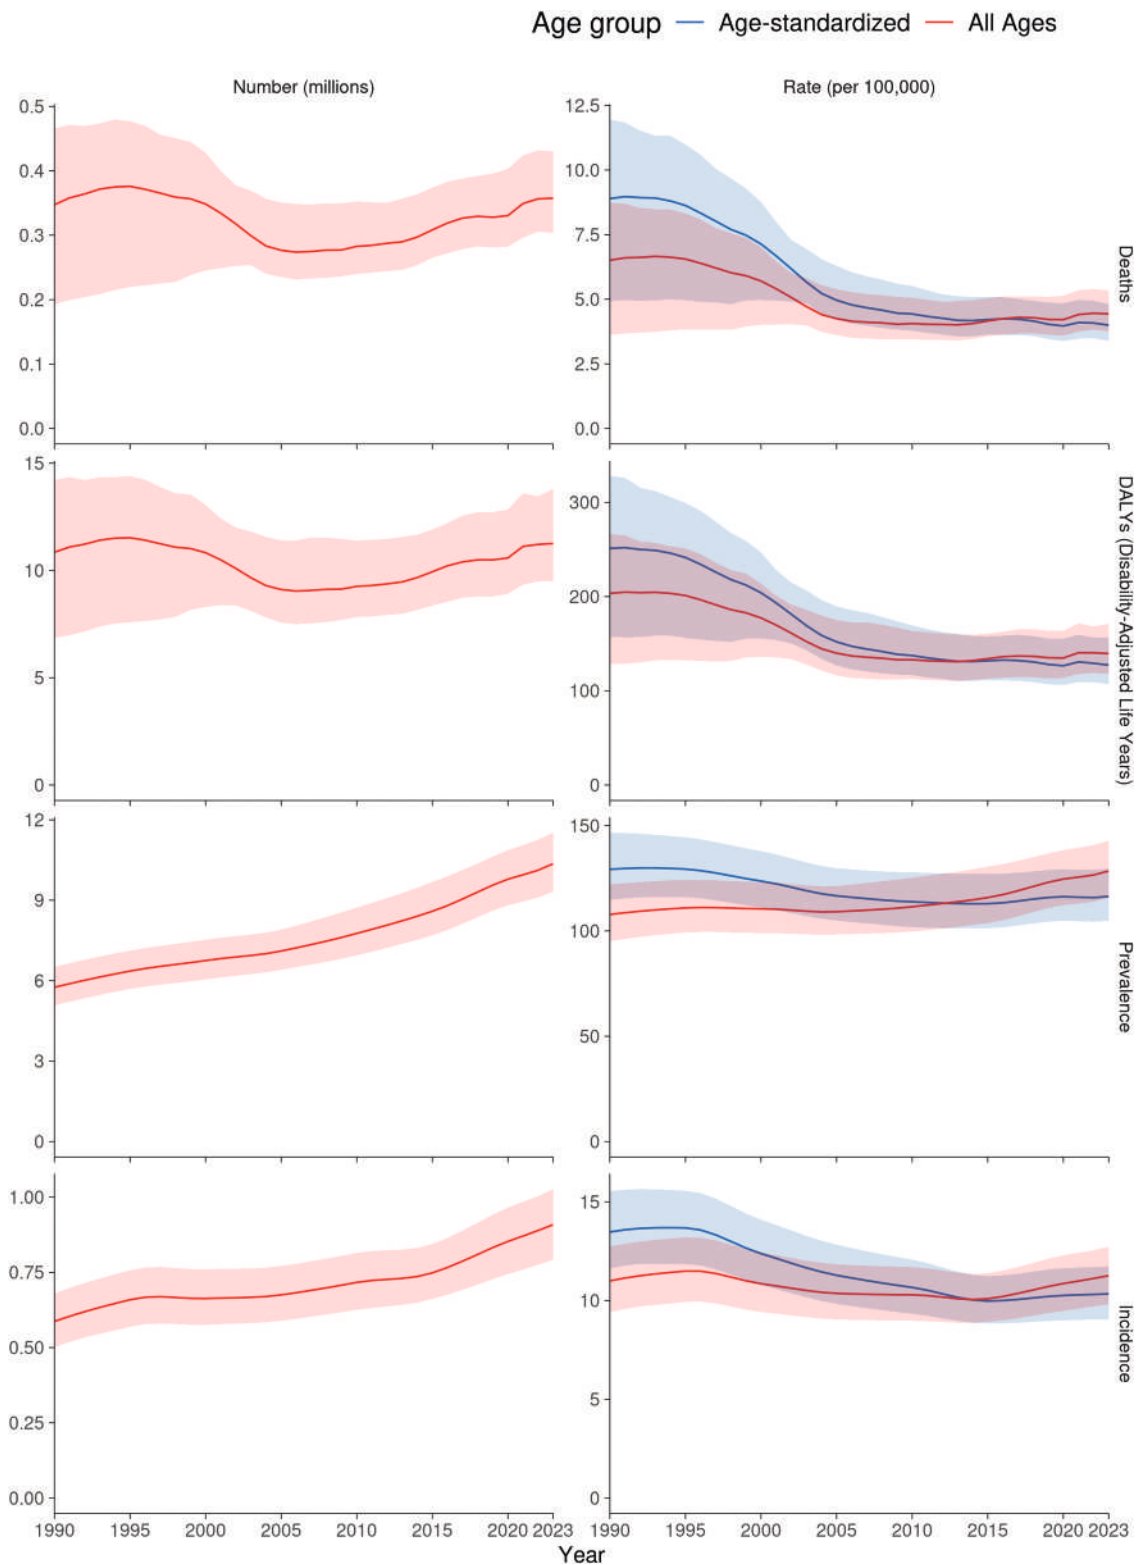 Age group Age-standardized All Ages
Number (millions) Rate (per 100,000)
0.5 12.5
0.4 10.0
0.3 7.5
0.2 5.0
0.1 2.5
0.0 0.0
Deaths
15 300
10 200
5 100
0 0
DALYs (Disability-Adjusted Life Years)
12 150
9 100
6 50
3 0
0
Prevalence
1.00 15
0.75 10
0.50 5
0.25 0
0.00
Incidence
1990 1995 2000 2005 2010 2015 2020 2023 1990 1995 2000 2005 2010 2015 2020 2023
Year